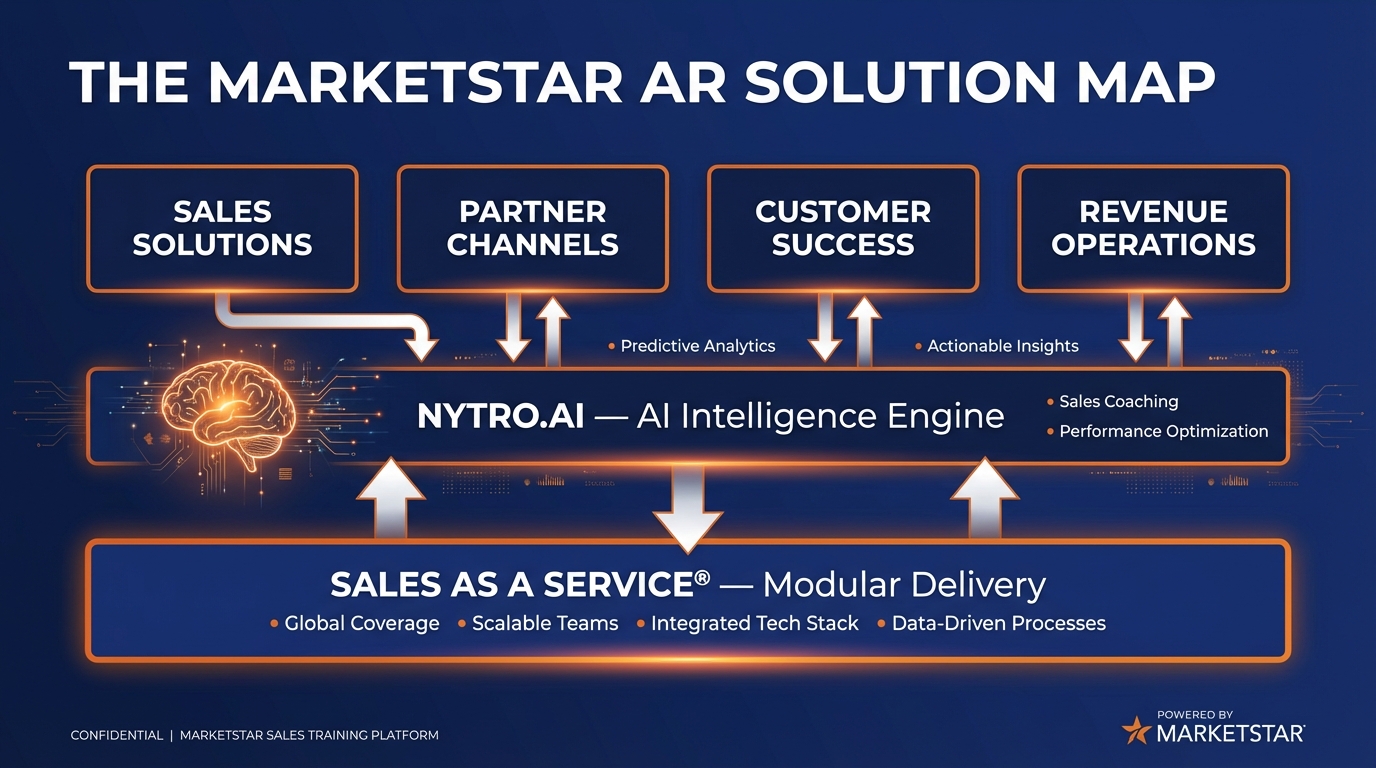 THE MARKETSTAR AR SOLUTION MAP
SALES
SOLUTIONS
PARTNER
CHANNELS
CUSTOMER
SUCCESS
REVENUE
OPERATIONS
• Predictive Analytics
• Actionable Insights
NYTRO.AI — AI Intelligence Engine
• Sales Coaching
• Performance Optimization
SALES AS A SERVICE® — Modular Delivery
• Global Coverage • Scalable Teams • Integrated Tech Stack • Data-Driven Processes
CONFIDENTIAL | MARKETSTAR SALES TRAINING PLATFORM
POWERED BY
MARKETSTAR